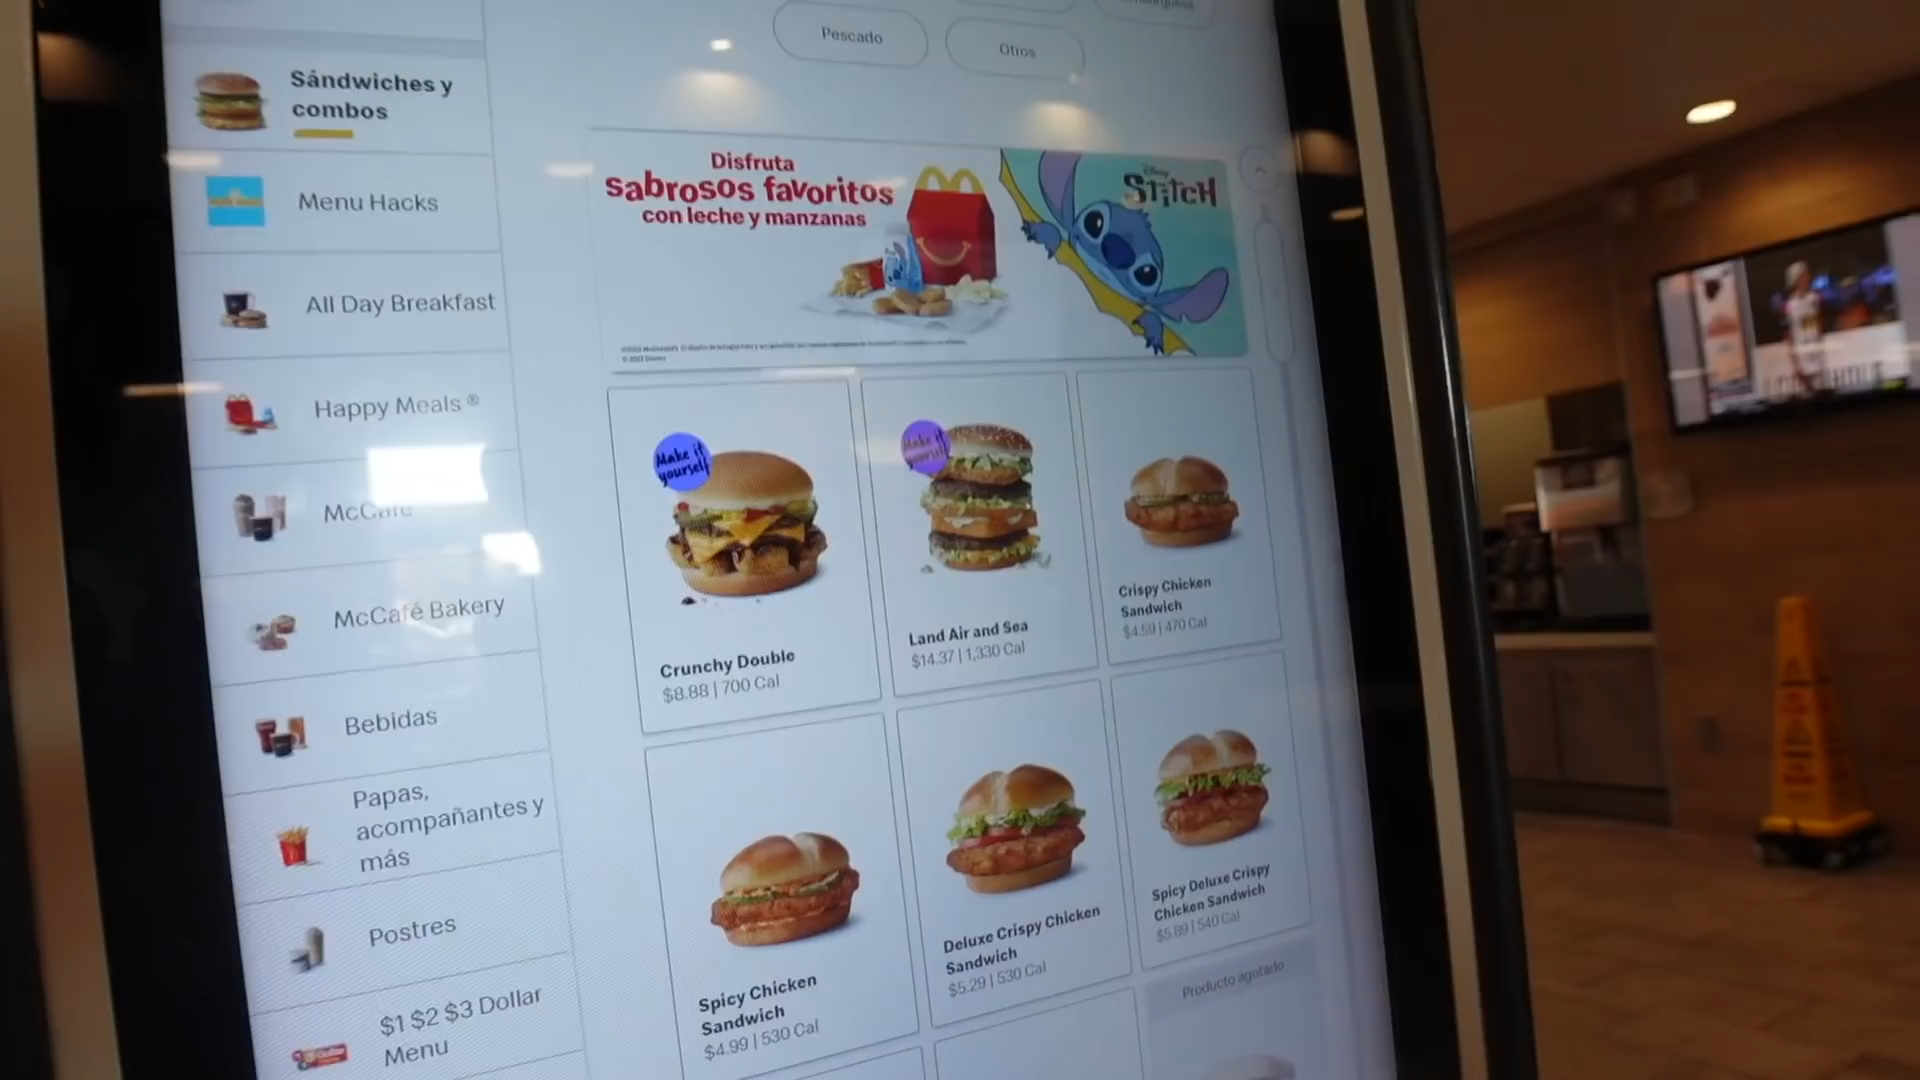 Pescado
Otros
Sándwiches y
combos
Menu Hacks
All Day Breakfast
Happy Meals®
McCafé
McCafé Bakery
Bebidas
Papas,
acompañantes y
más
Postres
$1 $2 $3 Dollar
Menu
Disfruta
sabrosos favoritos
con leche y manzanas
Disney
STiTCH
Make it
yourself
Crunchy Double
$8.88 | 700 Cal
Make it
yourself
Land Air and Sea
$14.37 | 1,330 Cal
Crispy Chicken
Sandwich
$4.59 | 470 Cal
Spicy Chicken
Sandwich
$4.99 | 530 Cal
Deluxe Crispy Chicken
Sandwich
$5.29 | 530 Cal
Spicy Deluxe Crispy
Chicken Sandwich
$5.89 | 540 Cal
Producto agotado